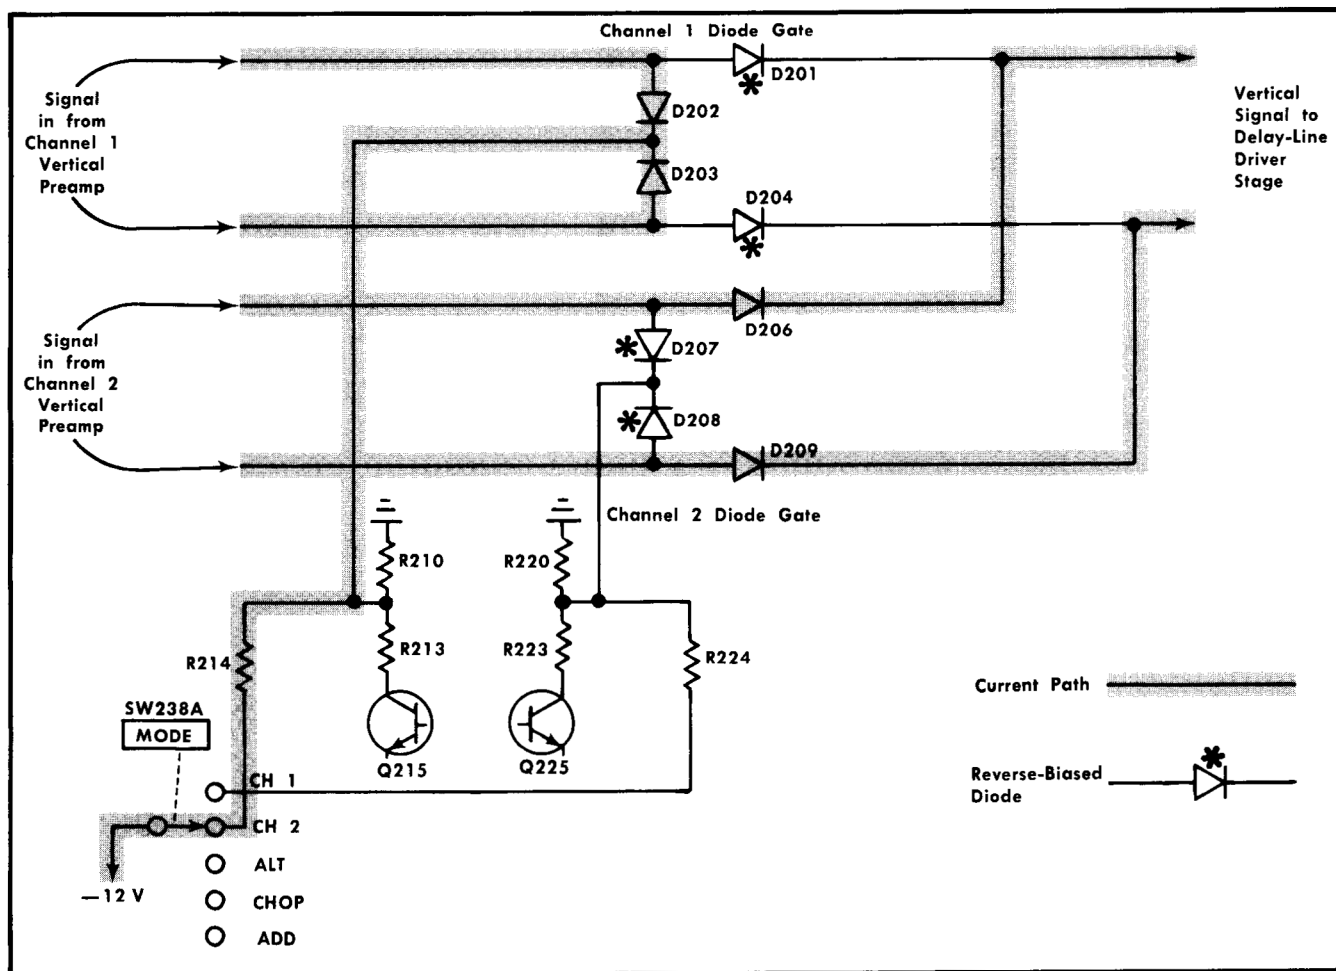 Channel 1 Diode Gate
D201
D202
D203
D204
Signal
in from
Channel 1
Vertical
Preamp
Vertical
Signal to
Delay-Line
Driver
Stage
D206
D207
D208
D209
Signal
in from
Channel 2
Vertical
Preamp
Channel 2 Diode Gate
R210
R220
R213
R223
R214
R224
SW238A
MODE
Q215
Q225
CH 1
CH 2
ALT
CHOP
ADD
—12 V
Current Path
Reverse-Biased
Diode